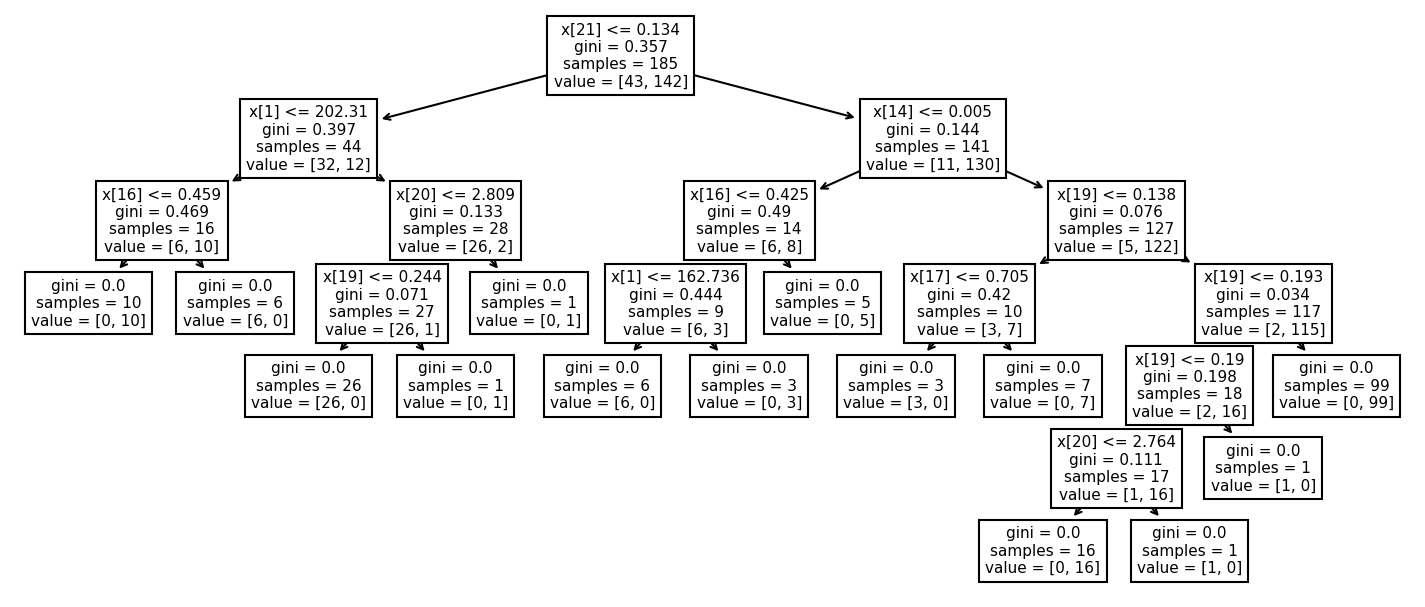 x[21] <= 0.134
gini = 0.357
samples = 185
value = [43, 142]
x[1] <= 202.31
gini = 0.397
samples = 44
value = [32, 12]
x[14] <= 0.005
gini = 0.144
samples = 141
value = [11, 130]
x[16] <= 0.459
gini = 0.469
samples = 16
value = [6, 10]
x[20] <= 2.809
gini = 0.133
samples = 28
value = [26, 2]
x[16] <= 0.425
gini = 0.49
samples = 14
value = [6, 8]
x[19] <= 0.138
gini = 0.076
samples = 127
value = [5, 122]
gini = 0.0
samples = 10
value = [0, 10]
gini = 0.0
samples = 6
value = [6, 0]
x[19] <= 0.244
gini = 0.071
samples = 27
value = [26, 1]
gini = 0.0
samples = 1
value = [0, 1]
x[1] <= 162.736
gini = 0.444
samples = 9
value = [6, 3]
gini = 0.0
samples = 5
value = [0, 5]
x[17] <= 0.705
gini = 0.42
samples = 10
value = [3, 7]
x[19] <= 0.193
gini = 0.034
samples = 117
value = [2, 115]
gini = 0.0
samples = 26
value = [26, 0]
gini = 0.0
samples = 1
value = [0, 1]
gini = 0.0
samples = 6
value = [6, 0]
gini = 0.0
samples = 3
value = [0, 3]
gini = 0.0
samples = 3
value = [3, 0]
gini = 0.0
samples = 7
value = [0, 7]
x[19] <= 0.19
gini = 0.198
samples = 18
value = [2, 16]
gini = 0.0
samples = 99
value = [0, 99]
x[20] <= 2.764
gini = 0.111
samples = 17
value = [1, 16]
gini = 0.0
samples = 1
value = [1, 0]
gini = 0.0
samples = 16
value = [0, 16]
gini = 0.0
samples = 1
value = [1, 0]